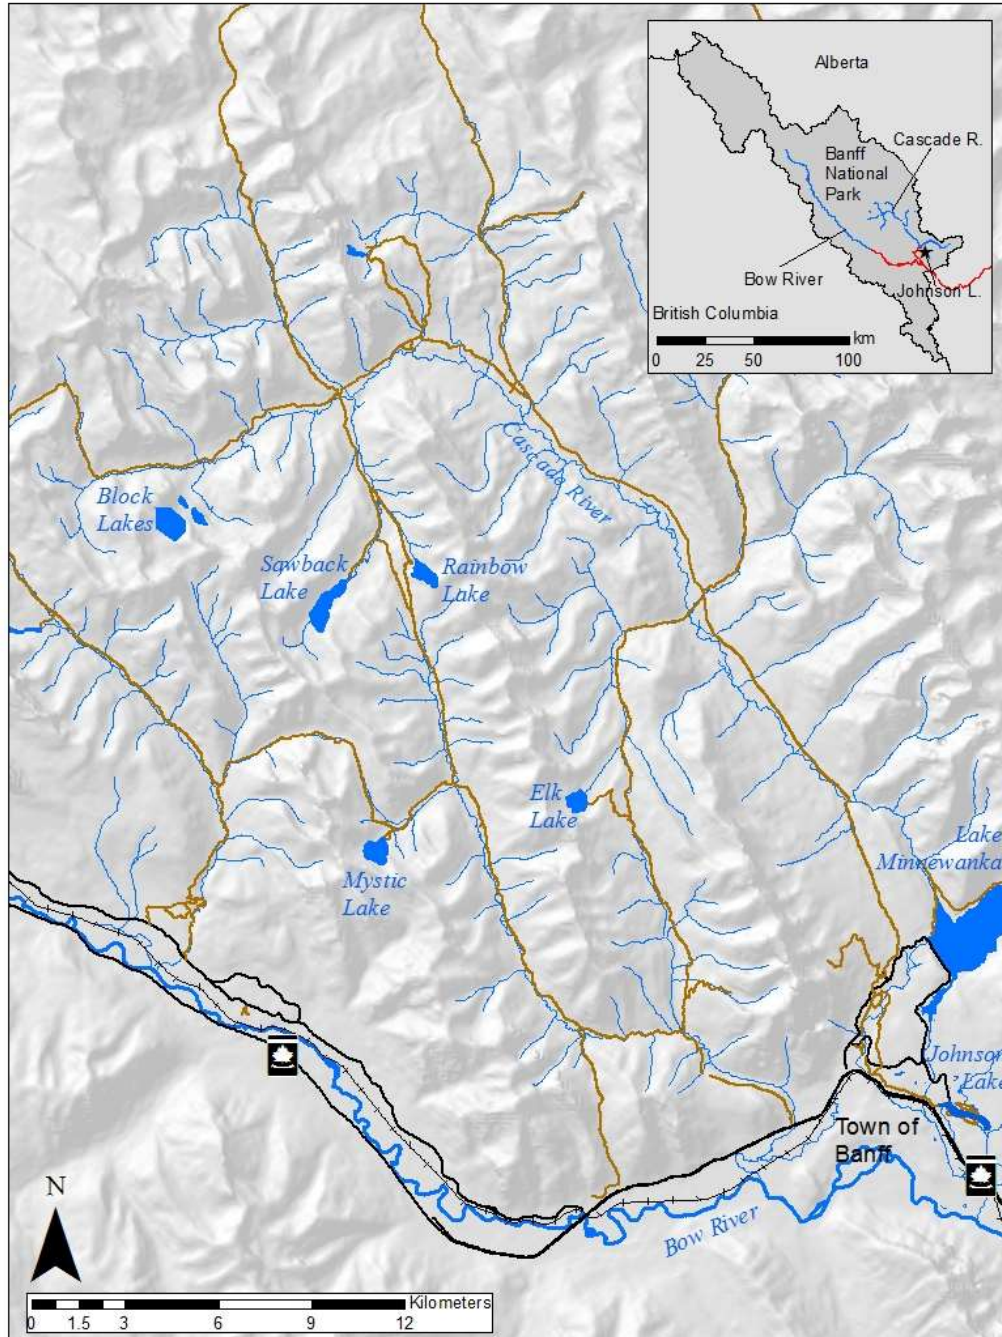 Alberta
Cascade R.
Banff
National
Park
Bow River
Johnson L.
British Columbia
km
0 25 50 100
Cascade River
Block
Lakes
Sawback
Lake
Rainbow
Lake
Elk
Lake
Lake
Minnewanka
Mystic
Lake
Johnson
Lake
Town of
Banff
N
Bow River
Kilometers
0 1.5 3 6 9 12